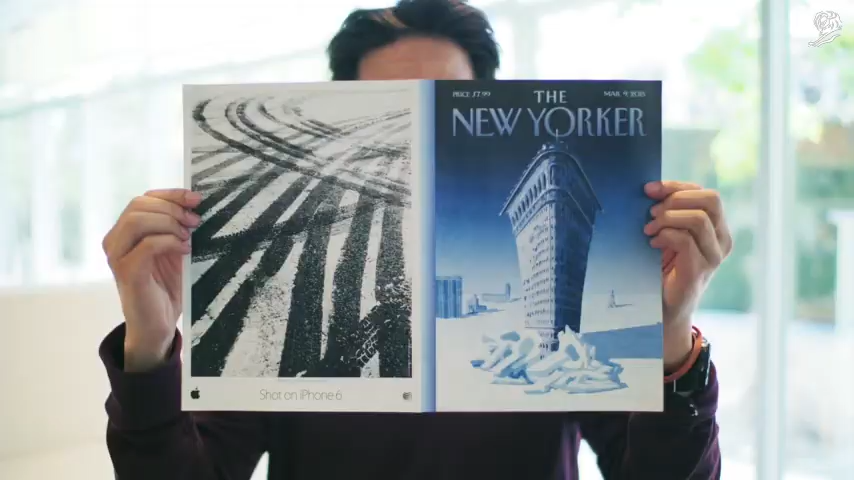 PRICE $7.99
THE
MAR. 9, 2015
NEW YORKER
Shot on iPhone 6